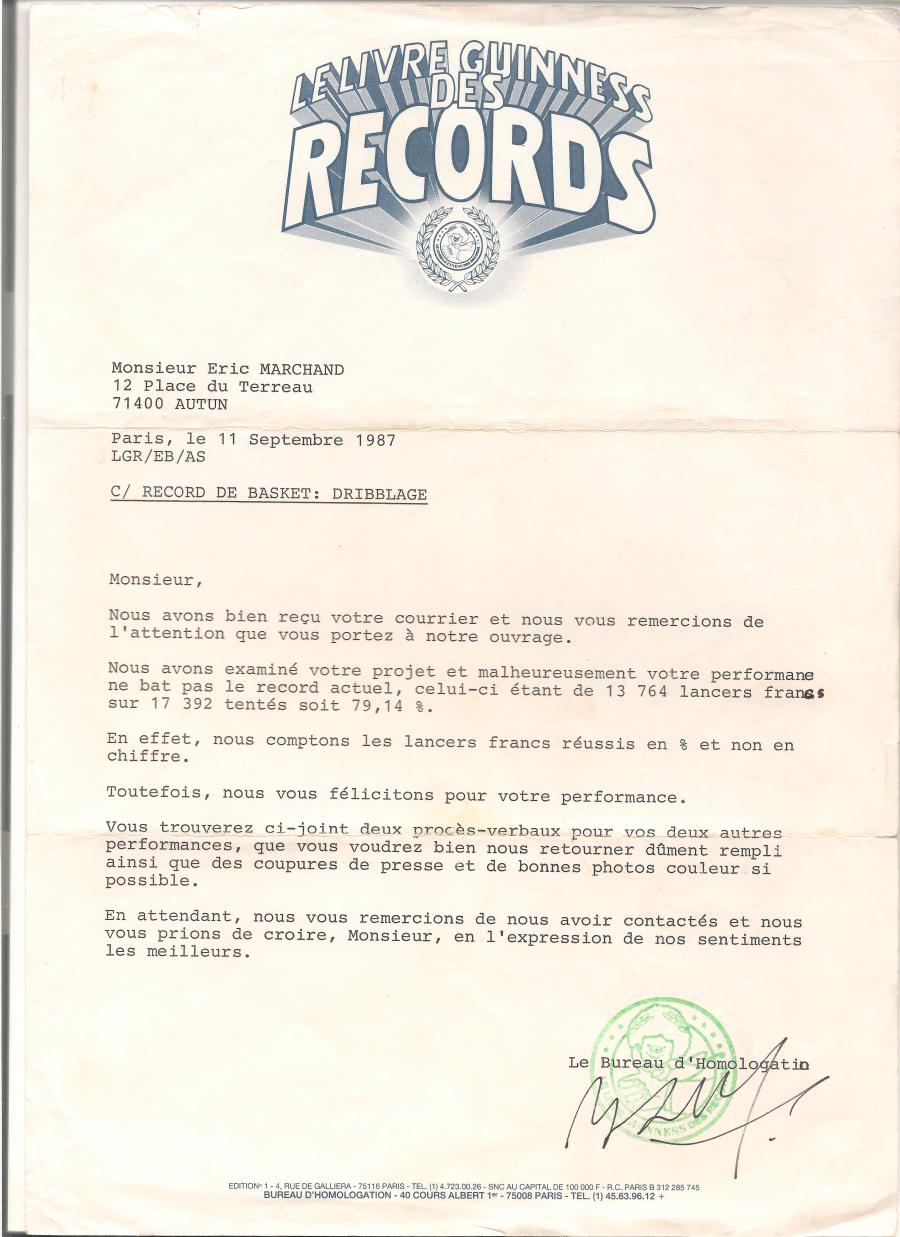 LE LIVRE GUINNESS
DES
RECORDS
Monsieur Eric MARCHAND
12 Place du Terreau
71400 AUTUN
Paris, le 11 Septembre 1987
LGR/EB/AS
C/ RECORD DE BASKET: DRIBBLAGE
Monsieur,
Nous avons bien reçu votre courrier et nous vous remercions de
l'attention que vous portez à notre ouvrage.
Nous avons examiné votre projet et malheureusement votre performane
ne bat pas le record actuel, celui-ci étant de 13 764 lancers francs
sur 17 392 tentés soit 79,14 %.
En effet, nous comptons les lancers francs réussis en % et non en
chiffre.
Toutefois, nous vous félicitons pour votre performance.
Vous trouverez ci-joint deux procès-verbaux pour vos deux autres
performances, que vous voudrez bien nous retourner dûment rempli
ainsi que des coupures de presse et de bonnes photos couleur si
possible.
En attendant, nous vous remercions de nous avoir contactés et nous
vous prions de croire, Monsieur, en l'expression de nos sentiments
les meilleurs.
Le Bureau d'Homologatin
GUINNESS DES REC
EDITION° 1 - 4, RUE DE GALLIERA - 75116 PARIS - TEL. (1) 4.723.00.26 - SNC AU CAPITAL DE 100 000 F - R.C. PARIS B 312 285 745
BUREAU D'HOMOLOGATION - 40 COURS ALBERT 1er - 75008 PARIS - TEL. (1) 45.63.96.12 +